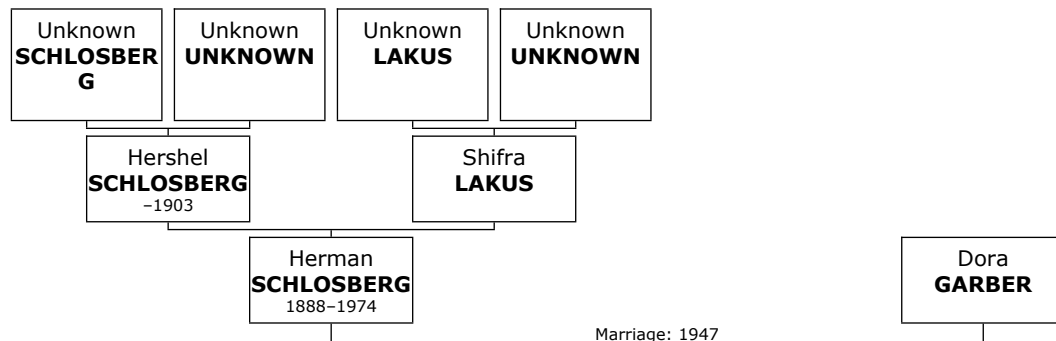 Unknown
SCHLOSBER
G
Unknown
UNKNOWN
Unknown
LAKUS
Unknown
UNKNOWN
Hershel
SCHLOSBERG
–1903
Shifra
LAKUS
Herman
SCHLOSBERG
1888–1974
Dora
GARBER
Marriage: 1947